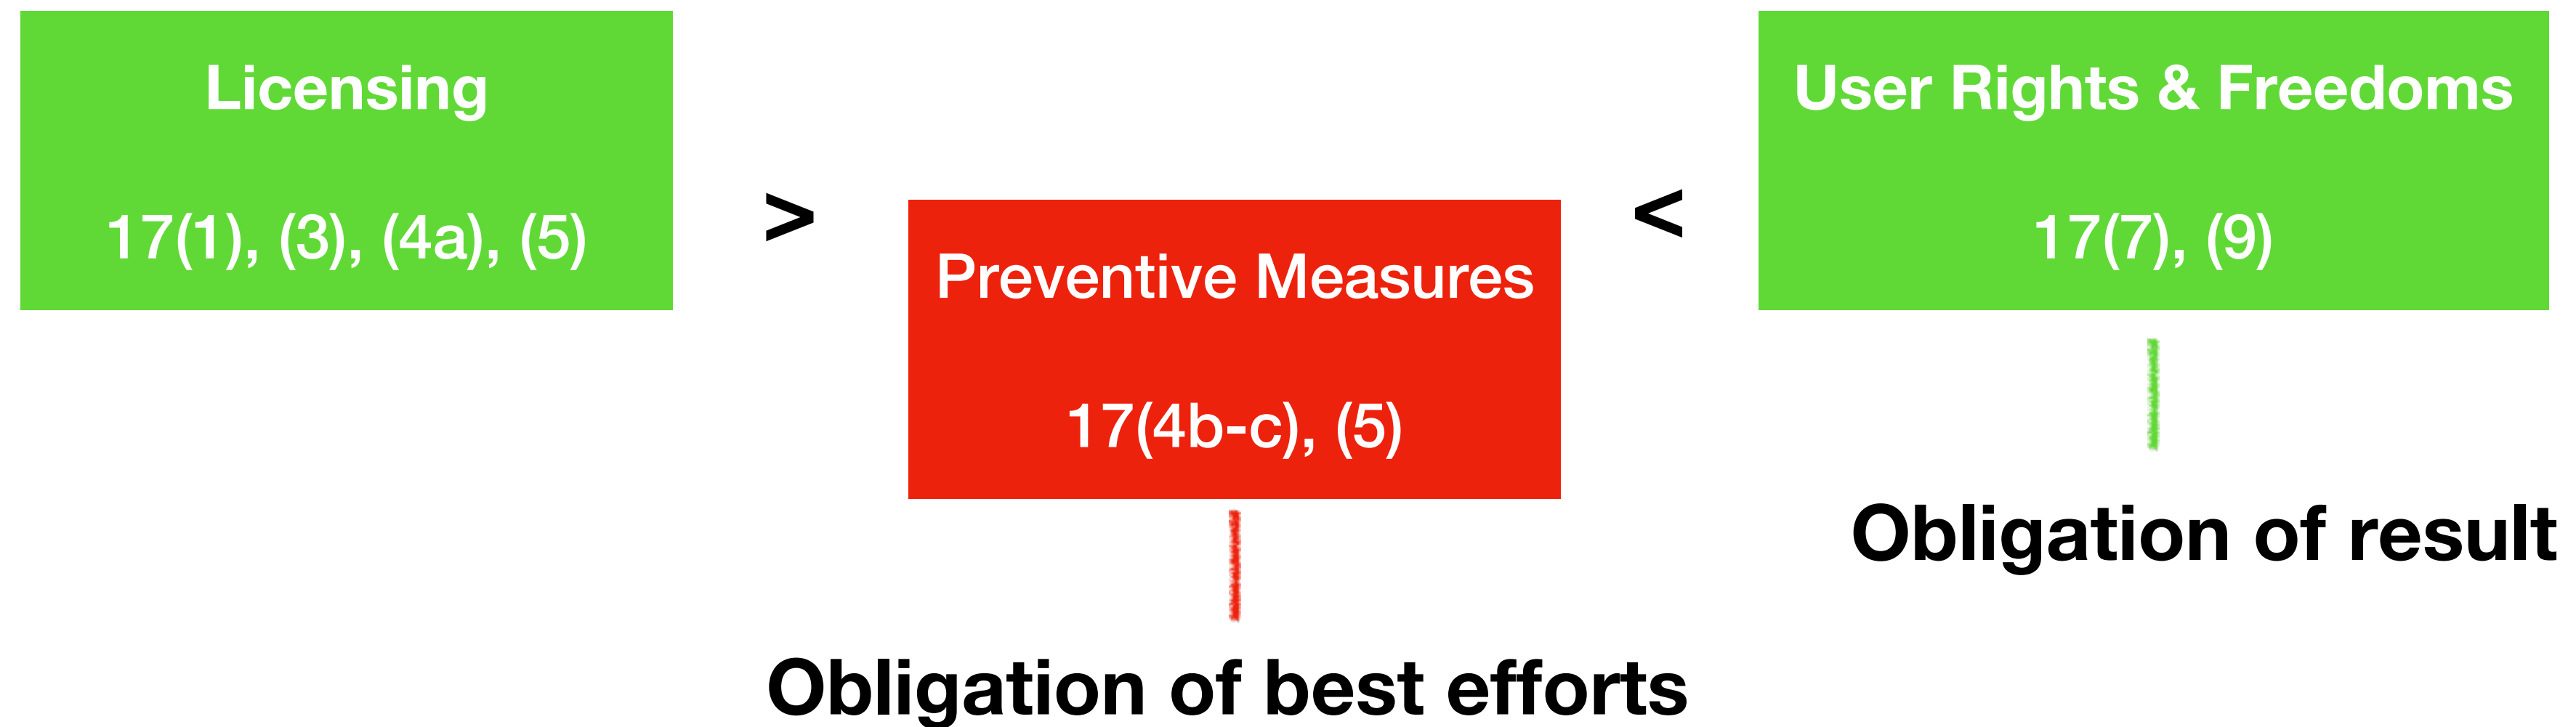 Licensing
17(1), (3), (4a), (5)
>
Preventive Measures
17(4b-c), (5)
Obligation of best efforts
<
User Rights & Freedoms
17(7), (9)
Obligation of result